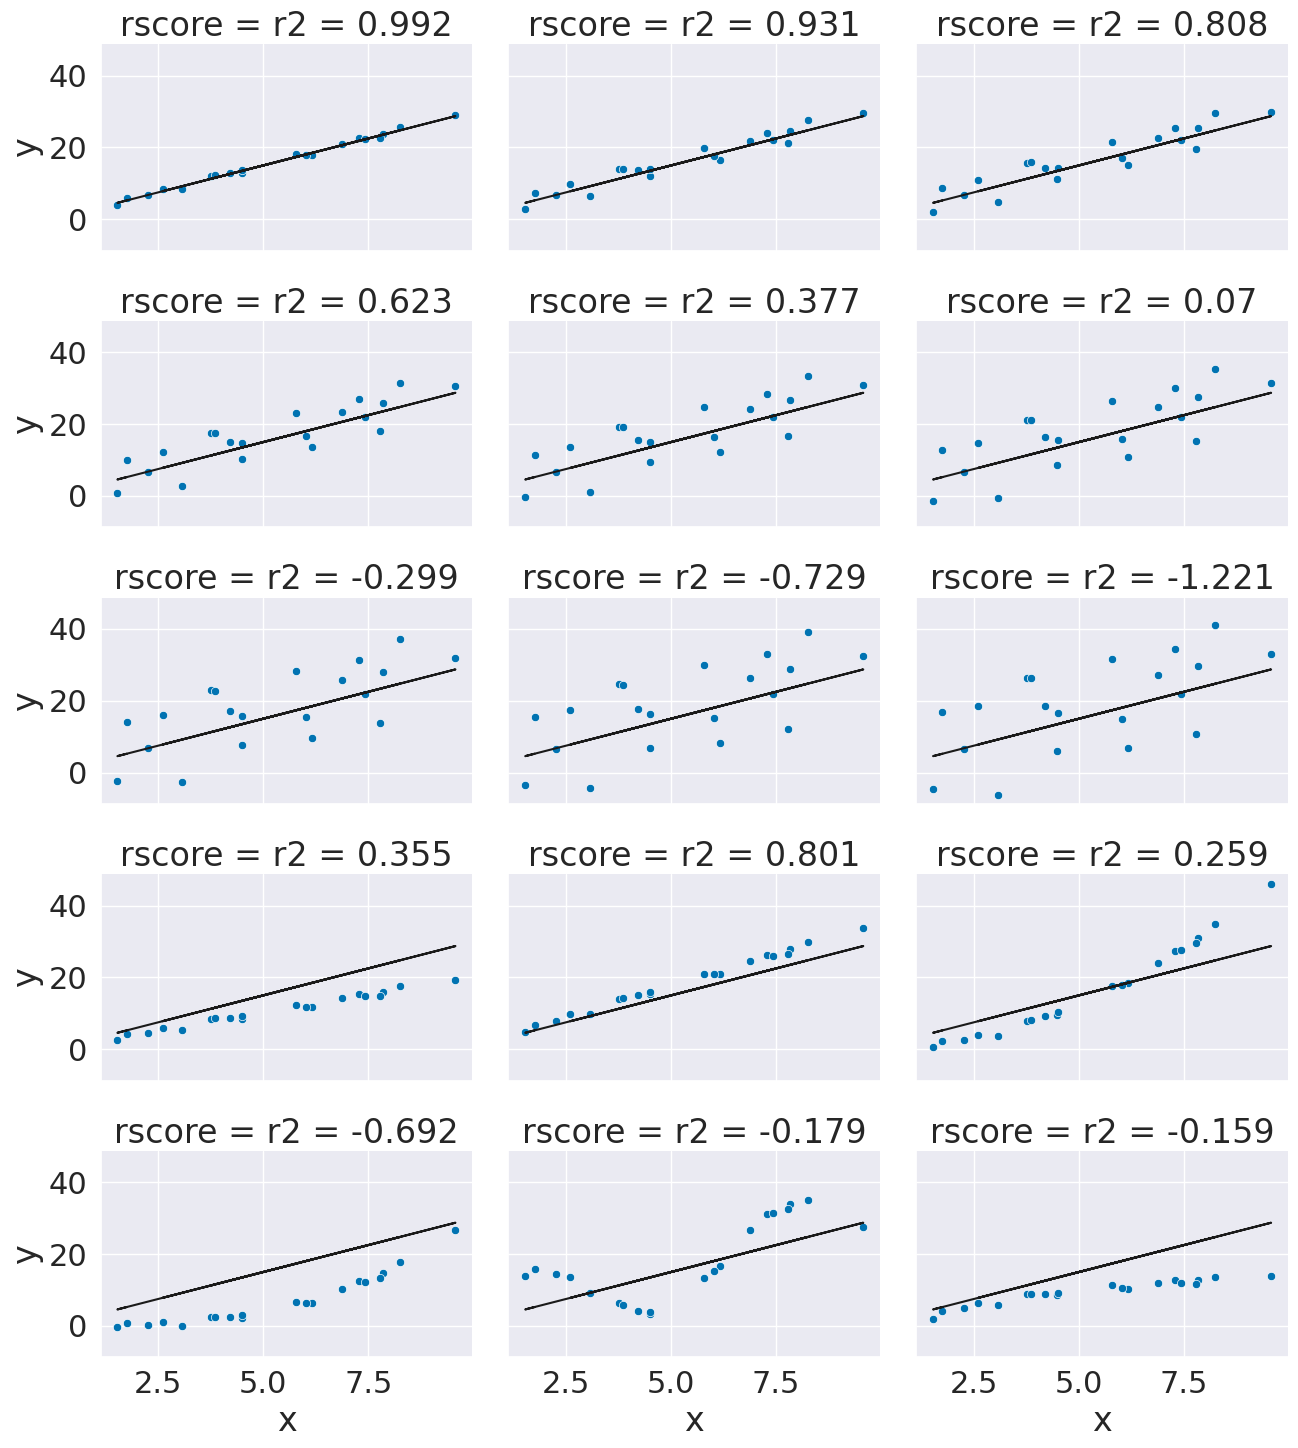 rscore = r2 = 0.992
rscore = r2 = 0.931
rscore = r2 = 0.808
40
20
0
y
rscore = r2 = 0.623
rscore = r2 = 0.377
rscore = r2 = 0.07
40
20
0
y
rscore = r2 = -0.299
rscore = r2 = -0.729
rscore = r2 = -1.221
40
20
0
y
rscore = r2 = 0.355
rscore = r2 = 0.801
rscore = r2 = 0.259
40
20
0
y
rscore = r2 = -0.692
rscore = r2 = -0.179
rscore = r2 = -0.159
40
20
0
y
2.5 5.0 7.5
2.5 5.0 7.5
2.5 5.0 7.5
x
x
x